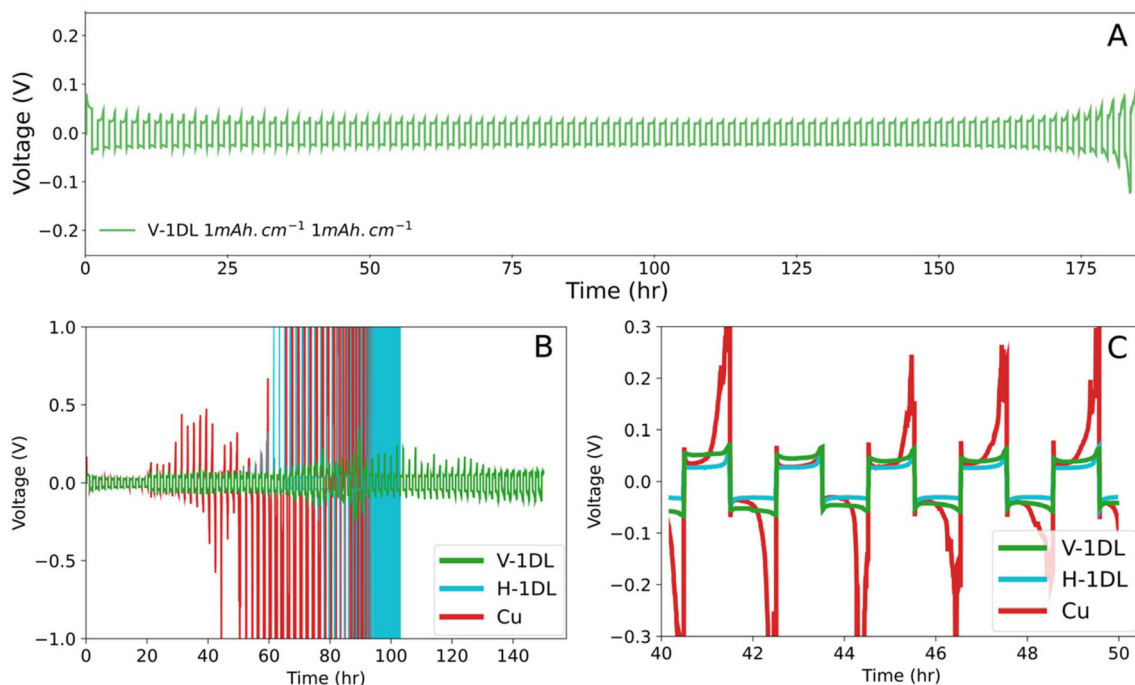 A
0.2
0.1
0.0
−0.1
−0.2
Voltage (V)
V-1DL 1mAh.cm⁻¹ 1mAh.cm⁻¹
0 25 50 75 100 125 150 175
Time (hr)
B
1.0
0.5
0.0
−0.5
−1.0
Voltage (V)
V-1DL
H-1DL
Cu
0 20 40 60 80 100 120 140
Time (hr)
C
0.3
0.2
0.1
0.0
−0.1
−0.2
−0.3
Voltage (V)
V-1DL
H-1DL
Cu
40 42 44 46 48 50
Time (hr)